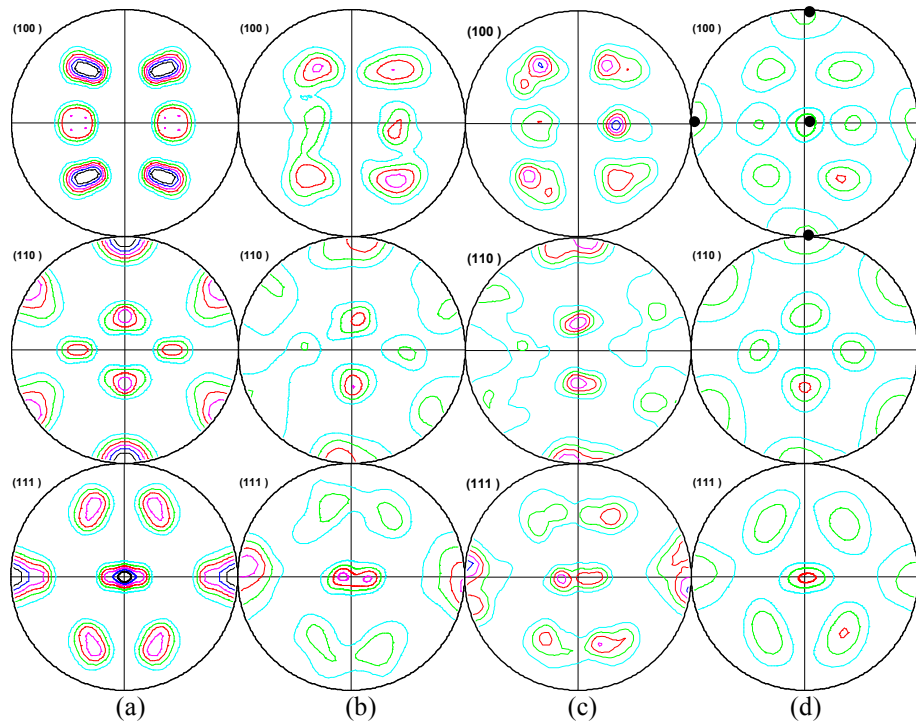 (100 ) (100 ) (100 ) (100 )
(110 ) (110 ) (110 ) (110 )
(111 ) (111 ) (111 ) (111 )
(a) (b) (c) (d)